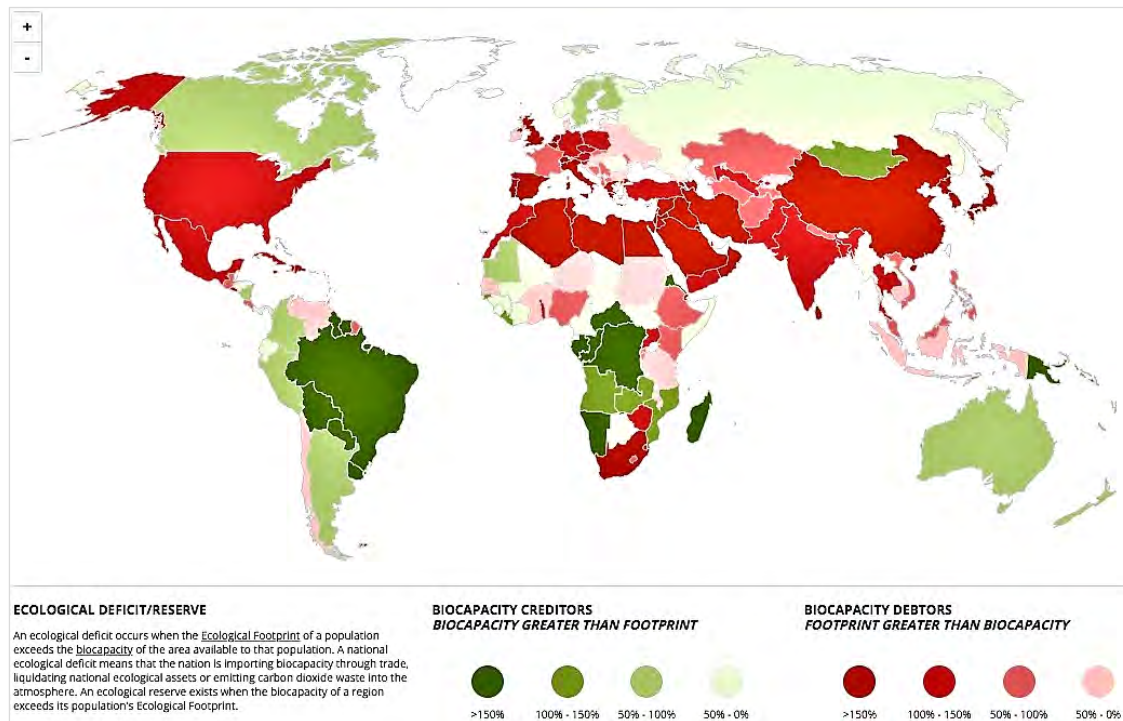 +
-
ECOLOGICAL DEFICIT/RESERVE
An ecological deficit occurs when the Ecological Footprint of a population
exceeds the biocapacity of the area available to that population. A national
ecological deficit means that the nation is importing biocapacity through trade,
liquidating national ecological assets or emitting carbon dioxide waste into the
atmosphere. An ecological reserve exists when the biocapacity of a region
exceeds its population's Ecological Footprint.
BIOCAPACITY CREDITORS
BIOCAPACITY GREATER THAN FOOTPRINT
>150%
100% - 150%
50% - 100%
50% - 0%
BIOCAPACITY DEBTORS
FOOTPRINT GREATER THAN BIOCAPACITY
>150%
100% - 150%
50% - 100%
50% - 0%